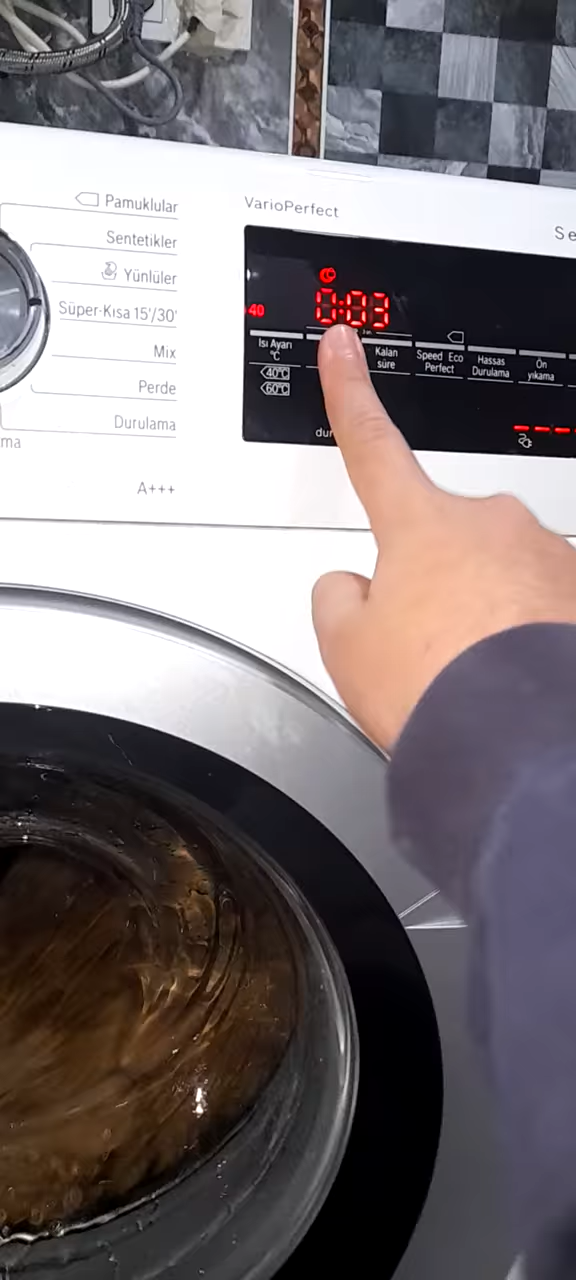 Pamuklular
Sentetikler
Yünlüler
Süper-Kısa 15'/30'
Mix
Perde
Durulama
ma
A+++
VarioPerfect
Se
40
0:03
Isı Ayarı
°C
40°C
60°C
Kalan
süre
Speed Eco
Perfect
Hassas
Durulama
Ön
yıkama
dur